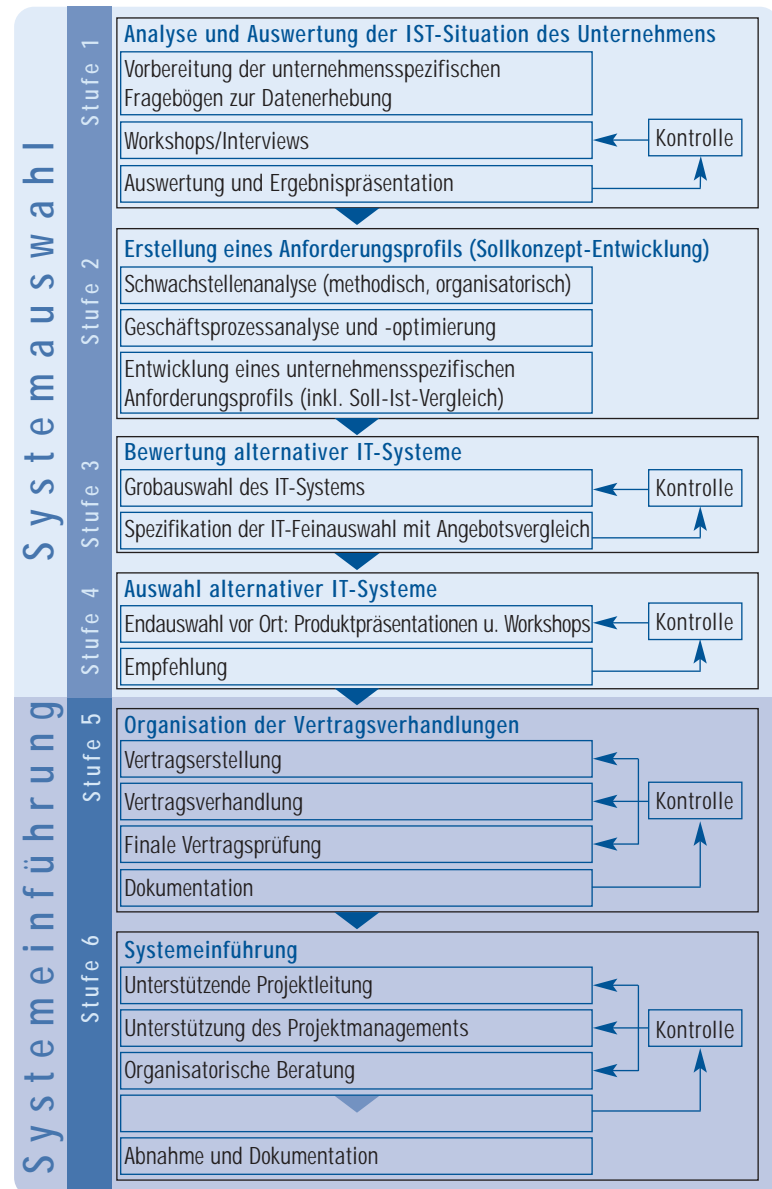 Systemauswahl
Stufe 1
Analyse und Auswertung der IST-Situation des Unternehmens
Vorbereitung der unternehmensspezifischen
Fragebögen zur Datenerhebung
Workshops/Interviews
Kontrolle
Auswertung und Ergebnispräsentation
Stufe 2
Erstellung eines Anforderungsprofils (Sollkonzept-Entwicklung)
Schwachstellenanalyse (methodisch, organisatorisch)
Geschäftsprozessanalyse und -optimierung
Entwicklung eines unternehmensspezifischen
Anforderungsprofils (inkl. Soll-Ist-Vergleich)
Stufe 3
Bewertung alternativer IT-Systeme
Grobauswahl des IT-Systems
Kontrolle
Spezifikation der IT-Feinauswahl mit Angebotsvergleich
Stufe 4
Auswahl alternativer IT-Systeme
Endauswahl vor Ort: Produktpräsentationen u. Workshops
Kontrolle
Empfehlung
Systemeinführung
Stufe 5
Organisation der Vertragsverhandlungen
Vertragserstellung
Vertragsverhandlung
Kontrolle
Finale Vertragsprüfung
Dokumentation
Stufe 6
Systemeinführung
Unterstützende Projektleitung
Unterstützung des Projektmanagements
Kontrolle
Organisatorische Beratung
Abnahme und Dokumentation